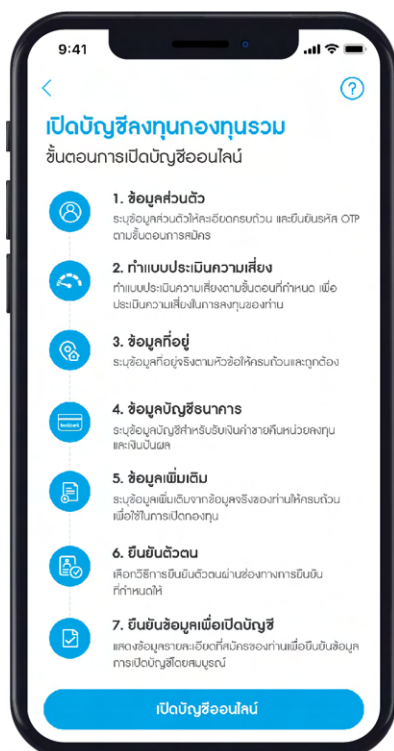 9:41
?
เปิดบัญชีลงทุนกองทุนรวม
ขั้นตอนการเปิดบัญชีออนไลน์
1. ข้อมูลส่วนตัว
ระบุข้อมูลส่วนตัวให้ละเอียดครบถ้วน และยืนยันรหัส OTP
ตามขั้นตอนการสมัคร
2. ทำแบบประเมินความเสี่ยง
ทำแบบประเมินความเสี่ยงตามขั้นตอนที่กำหนด เพื่อ
ประเมินความเสี่ยงในการลงทุนของท่าน
3. ข้อมูลที่อยู่
ระบุข้อมูลที่อยู่จริงตามหัวข้อให้ครบถ้วนและถูกต้อง
4. ข้อมูลบัญชีธนาคาร
ระบุข้อมูลบัญชีสำหรับรับเงินค่าขายคืนหน่วยลงทุน
และเงินปันผล
5. ข้อมูลเพิ่มเติม
ระบุข้อมูลเพิ่มเติมจากข้อมูลจริงของท่านให้ครบถ้วน
เพื่อใช้ในการเปิดกองทุน
6. ยืนยันตัวตน
เลือกวิธีการยืนยันตัวตนผ่านช่องทางการยืนยัน
ที่กำหนดให้
7. ยืนยันข้อมูลเพื่อเปิดบัญชี
แสดงข้อมูลรายละเอียดที่สมัครของท่านเพื่อยืนยันข้อมูล
การเปิดบัญชีโดยสมบูรณ์
เปิดบัญชีออนไลน์